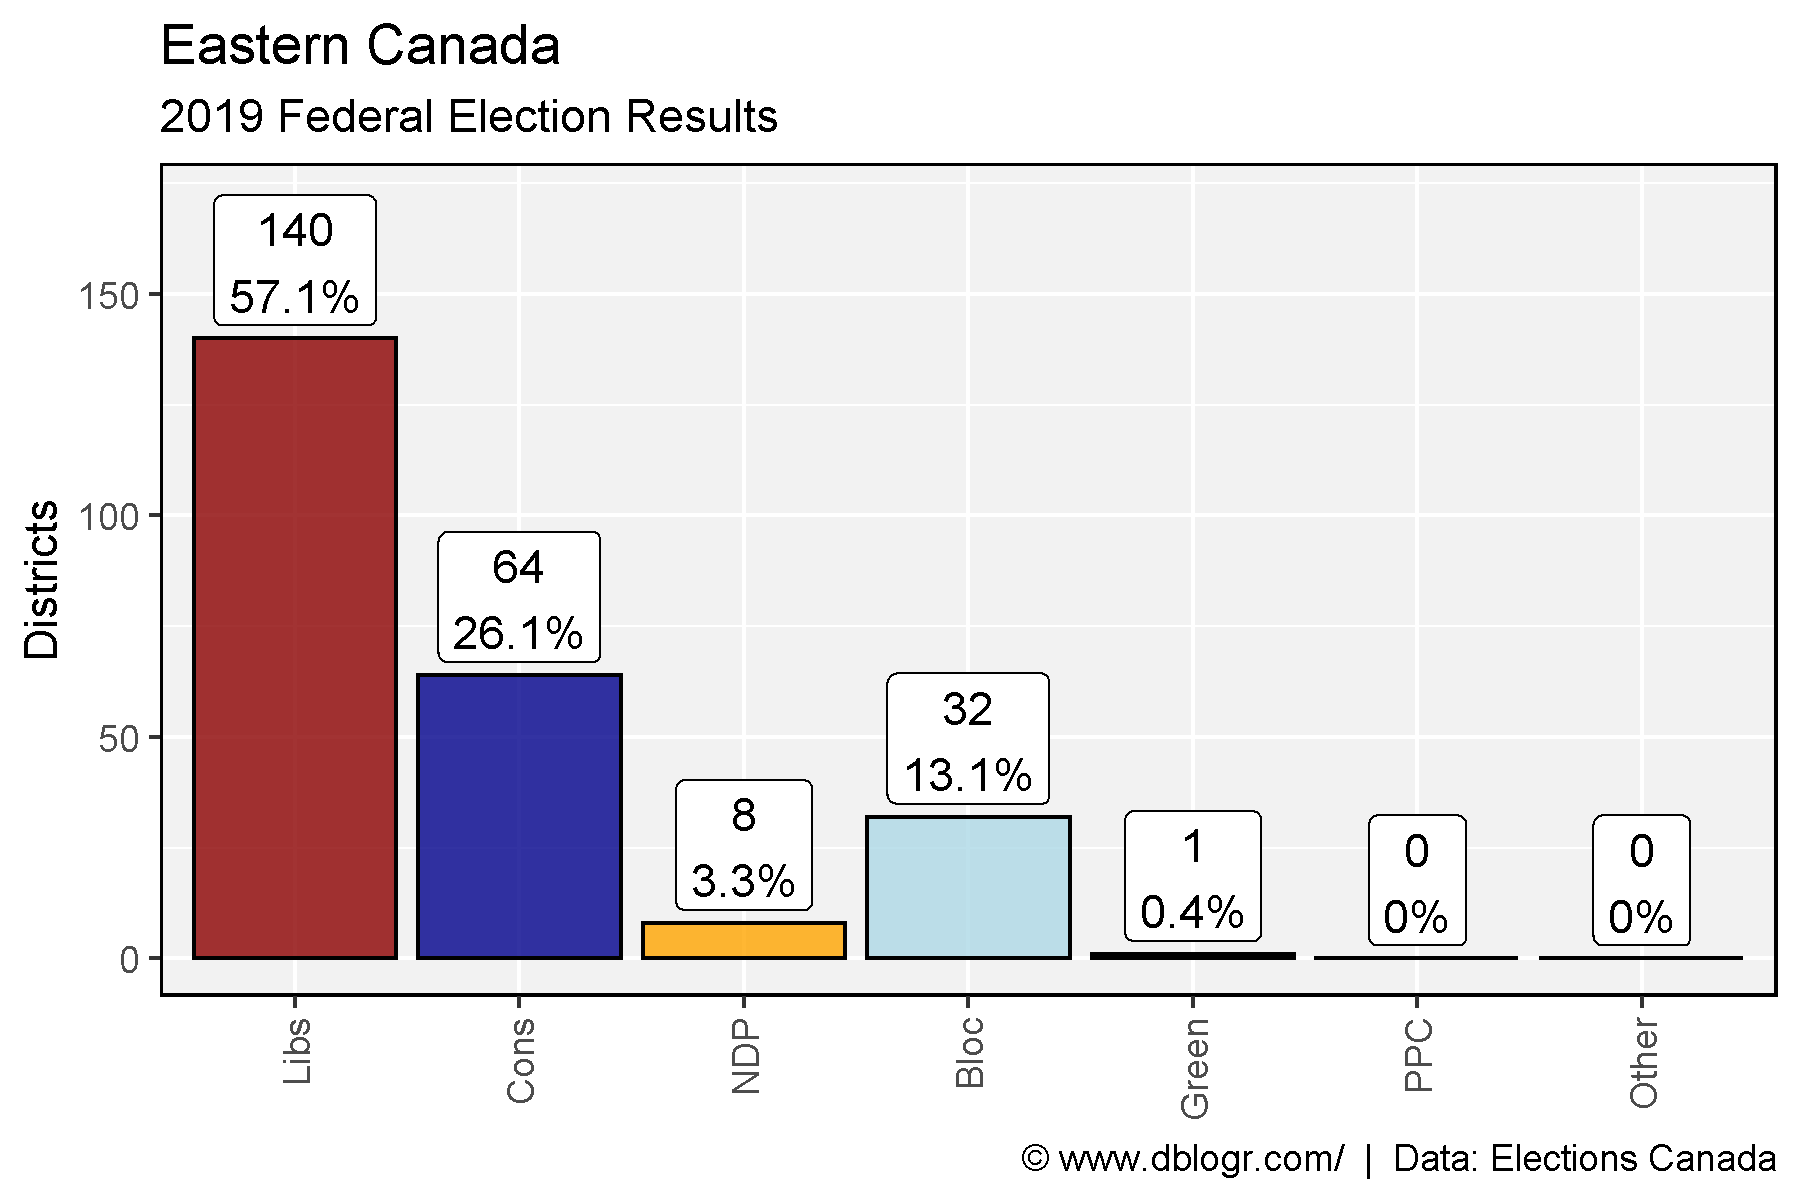 Eastern Canada
2019 Federal Election Results
140
57.1%
64
26.1%
8
3.3%
32
13.1%
1
0.4%
0
0%
0
0%
150
100
50
0
Districts
Libs
Cons
NDP
Bloc
Green
PPC
Other
© www.dblogr.com/ | Data: Elections Canada